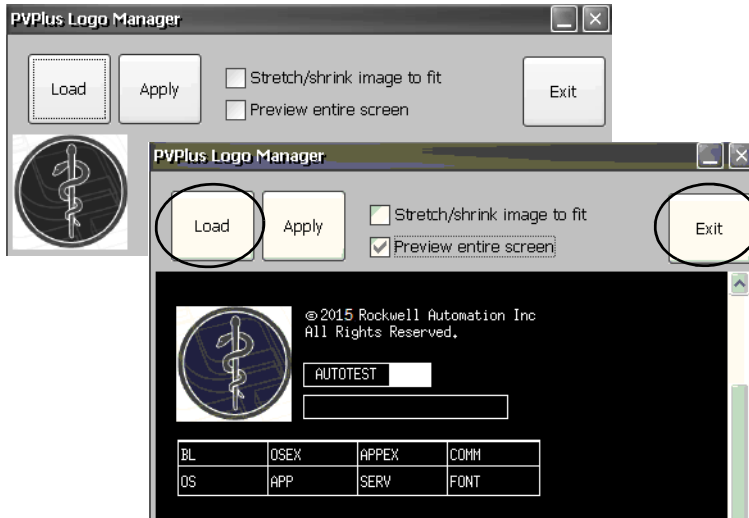 PVPlus Logo Manager
Load
Apply
Stretch/shrink image to fit
Preview entire screen
Exit
PVPlus Logo Manager
Load
Apply
Stretch/shrink image to fit
Preview entire screen
Exit
© 2015 Rockwell Automation Inc
All Rights Reserved.
AUTOTEST
BL OSEX APPEX COMM
OS APP SERV FONT